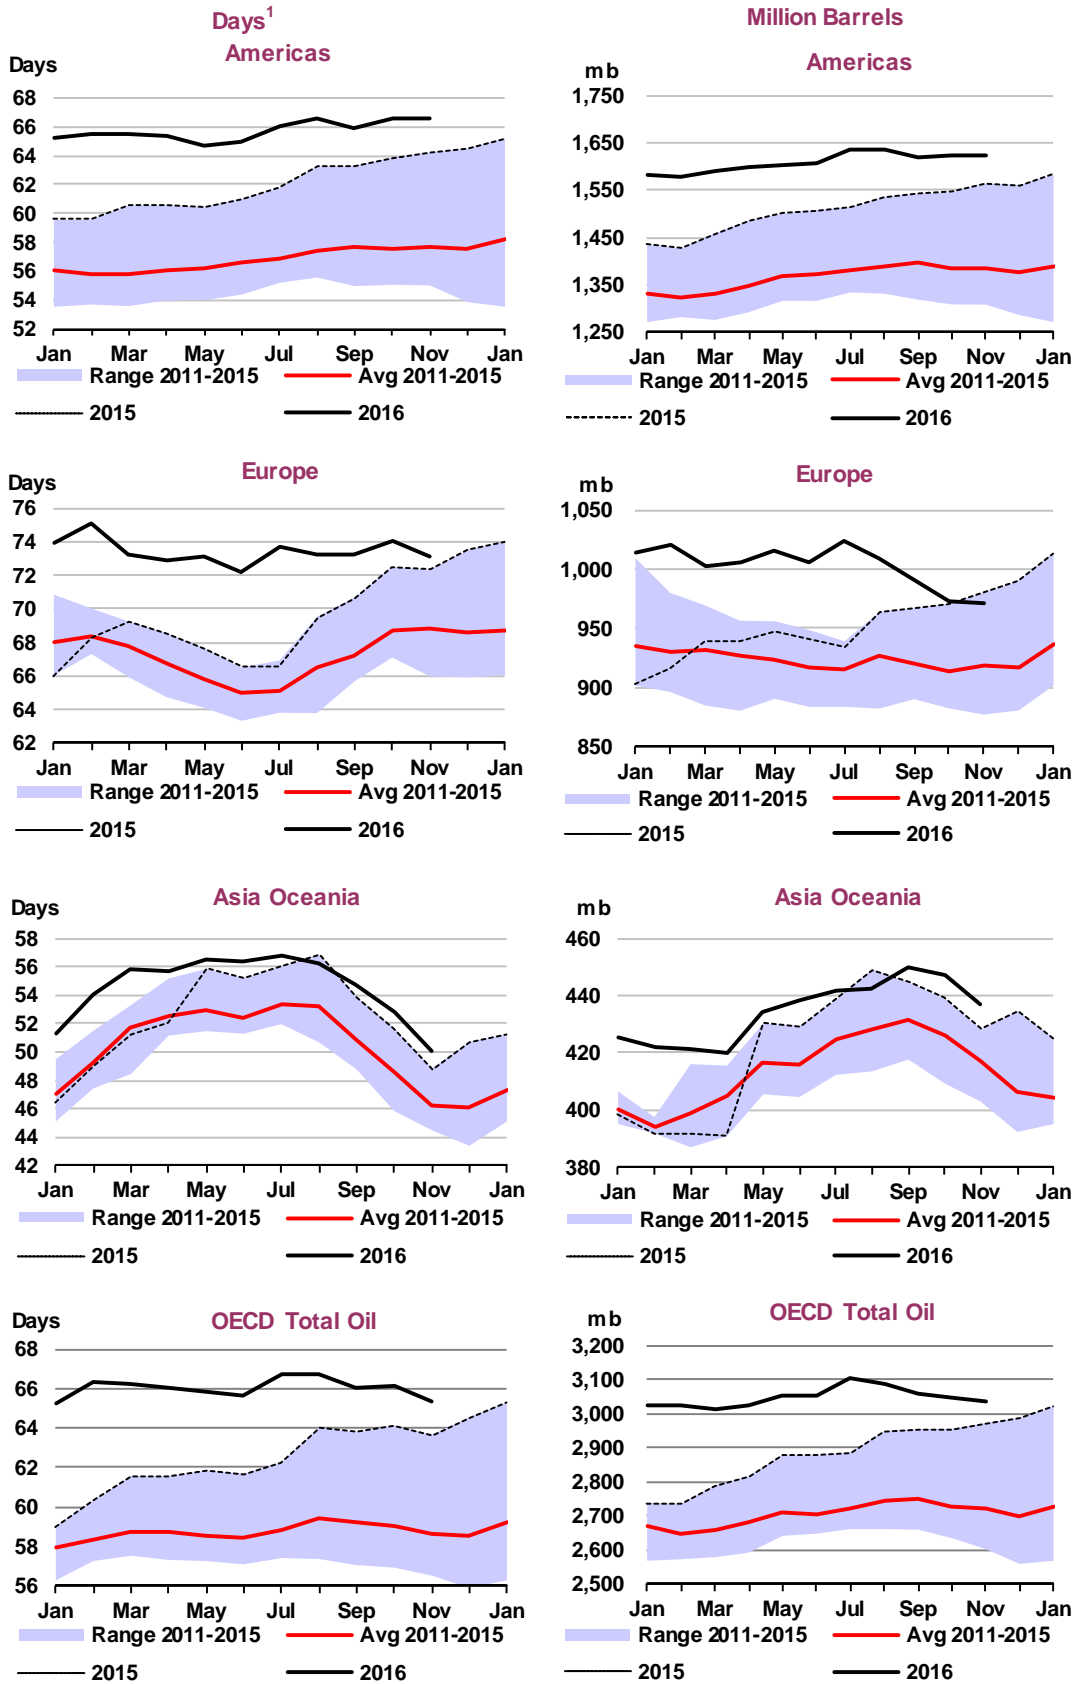 Days1
Million Barrels
Americas
Days
68
66
64
62
60
58
56
54
52
Jan Mar May Jul Sep Nov Jan
Range 2011-2015 Avg 2011-2015
2015 2016
Americas
mb
1,750
1,650
1,550
1,450
1,350
1,250
Jan Mar May Jul Sep Nov Jan
Range 2011-2015 Avg 2011-2015
2015 2016
Europe
Days
76
74
72
70
68
66
64
62
Jan Mar May Jul Sep Nov Jan
Range 2011-2015 Avg 2011-2015
2015 2016
Europe
mb
1,050
1,000
950
900
850
Jan Mar May Jul Sep Nov Jan
Range 2011-2015 Avg 2011-2015
2015 2016
Asia Oceania
Days
58
56
54
52
50
48
46
44
42
Jan Mar May Jul Sep Nov Jan
Range 2011-2015 Avg 2011-2015
2015 2016
Asia Oceania
mb
460
440
420
400
380
Jan Mar May Jul Sep Nov Jan
Range 2011-2015 Avg 2011-2015
2015 2016
OECD Total Oil
Days
68
66
64
62
60
58
56
Jan Mar May Jul Sep Nov Jan
Range 2011-2015 Avg 2011-2015
2015 2016
OECD Total Oil
mb
3,200
3,100
3,000
2,900
2,800
2,700
2,600
2,500
Jan Mar May Jul Sep Nov Jan
Range 2011-2015 Avg 2011-2015
2015 2016